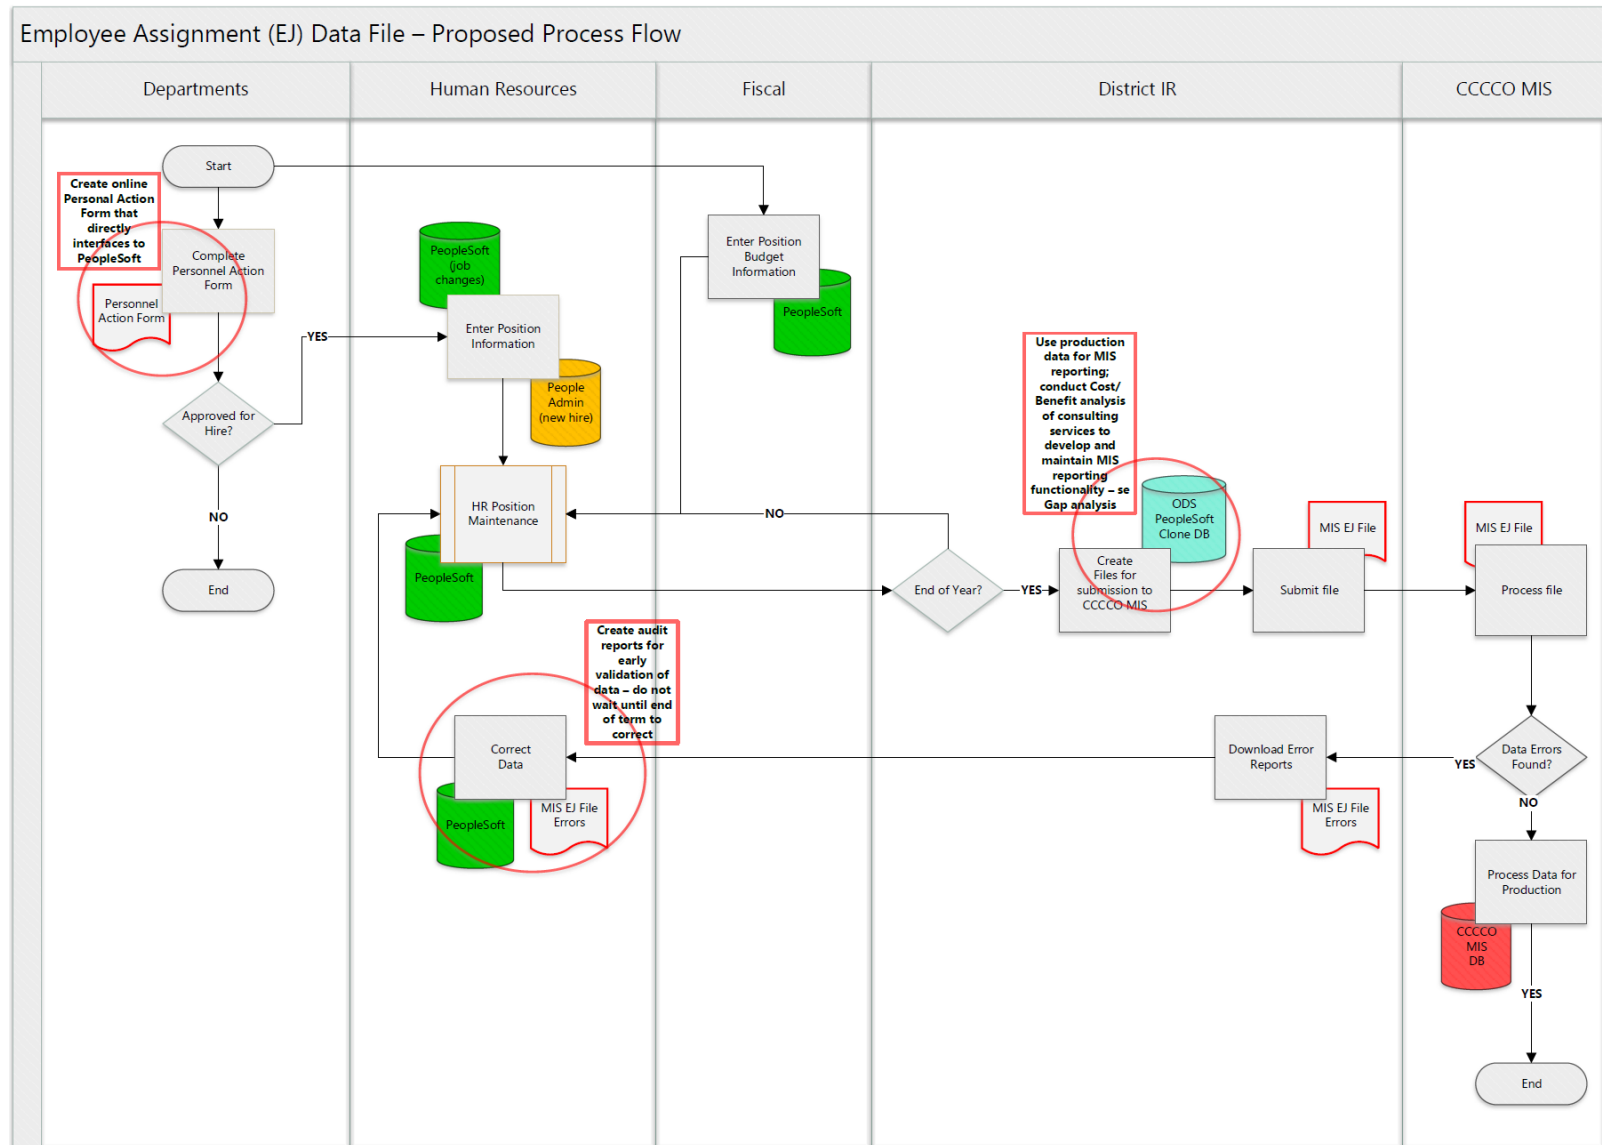 Employee Assignment (EJ) Data File – Proposed Process Flow
Departments
Human Resources
Fiscal
District IR
CCCCO MIS
Start
Create online
Personal Action
Form that
directly
interfaces to
PeopleSoft
Complete
Personnel Action
Form
Personnel
Action Form
Approved for
Hire?
YES
NO
End
PeopleSoft
(job
changes)
Enter Position
Information
People
Admin
(new hire)
HR Position
Maintenance
PeopleSoft
Enter Position
Budget
Information
PeopleSoft
NO
End of Year?
YES
Use production
data for MIS
reporting;
conduct Cost/
Benefit analysis
of consulting
services to
develop and
maintain MIS
reporting
functionality – se
Gap analysis
ODS
PeopleSoft
Clone DB
Create
Files for
submission to
CCCCO MIS
MIS EJ File
Submit file
MIS EJ File
Process file
Create audit
reports for
early
validation of
data – do not
wait until end
of term to
correct
Correct
Data
PeopleSoft
MIS EJ File
Errors
Download Error
Reports
MIS EJ File
Errors
YES
Data Errors
Found?
NO
Process Data for
Production
CCCCO
MIS
DB
YES
End